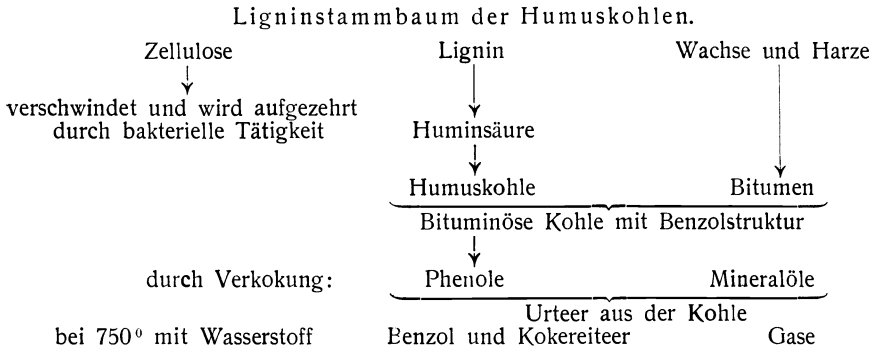 Ligninstammbaum der Humuskohlen.
Zellulose Lignin Wachse und Harze
verschwindet und wird aufgezehrt
durch bakterielle Tätigkeit Huminsäure
Humuskohle Bitumen
Bituminöse Kohle mit Benzolstruktur
durch Verkokung: Phenole Mineralöle
Urteer aus der Kohle
bei 750⁰ mit Wasserstoff Benzol und Kokereiteer Gase